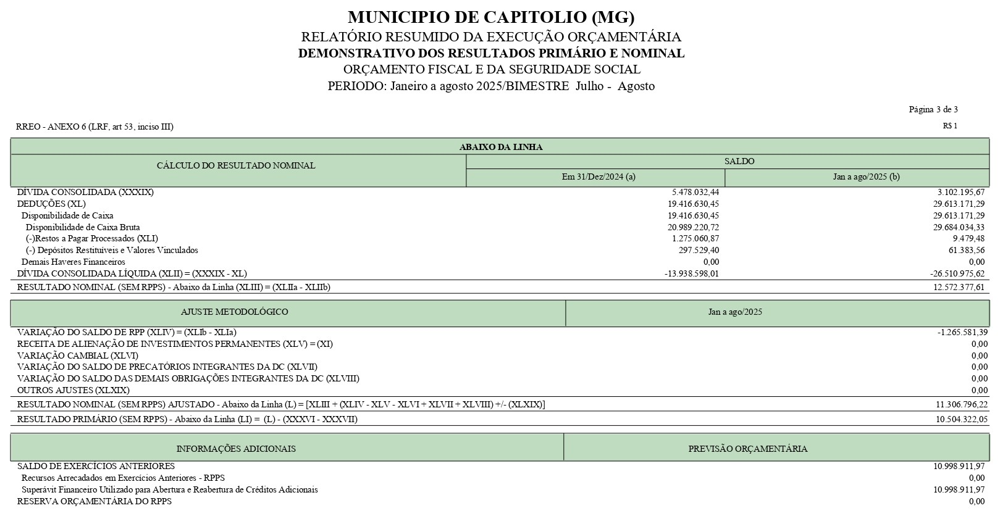 MUNICIPIO DE CAPITOLIO (MG)
RELATÓRIO RESUMIDO DA EXECUÇÃO ORÇAMENTÁRIA
DEMONSTRATIVO DOS RESULTADOS PRIMÁRIO E NOMINAL
ORÇAMENTO FISCAL E DA SEGURIDADE SOCIAL
PERIODO: Janeiro a agosto 2025/BIMESTRE Julho - Agosto
Página 3 de 3
RREO - ANEXO 6 (LRF, art 53, inciso III) R$ 1
ABAIXO DA LINHA
CÁLCULO DO RESULTADO NOMINAL SALDO
Em 31/Dez/2024 (a) Jan a ago/2025 (b)
DÍVIDA CONSOLIDADA (XXXIX) 5.478.032,44 3.102.195,67
DEDUÇÕES (XL) 19.416.630,45 29.613.171,29
Disponibilidade de Caixa 19.416.630,45 29.613.171,29
Disponibilidade de Caixa Bruta 20.989.220,72 29.684.034,33
(-)Restos a Pagar Processados (XLI) 1.275.060,87 9.479,48
(-) Depósitos Restituíveis e Valores Vinculados 297.529,40 61.383,56
Demais Haveres Financeiros 0,00 0,00
DÍVIDA CONSOLIDADA LÍQUIDA (XLII) = (XXXIX - XL) -13.938.598,01 -26.510.975,62
RESULTADO NOMINAL (SEM RPPS) - Abaixo da Linha (XLIII) = (XLIIa - XLIIb) 12.572.377,61
AJUSTE METODOLÓGICO Jan a ago/2025
VARIAÇÃO DO SALDO DE RPP (XLIV) = (XLIb - XLIa) -1.265.581,39
RECEITA DE ALIENAÇÃO DE INVESTIMENTOS PERMANENTES (XLV) = (XI) 0,00
VARIAÇÃO CAMBIAL (XLVI) 0,00
VARIAÇÃO DO SALDO DE PRECATÓRIOS INTEGRANTES DA DC (XLVII) 0,00
VARIAÇÃO DO SALDO DAS DEMAIS OBRIGAÇÕES INTEGRANTES DA DC (XLVIII) 0,00
OUTROS AJUSTES (XLXIX) 0,00
RESULTADO NOMINAL (SEM RPPS) AJUSTADO - Abaixo da Linha (L) = [XLIII + (XLIV - XLV - XLVI + XLVII + XLVIII) +/- (XLXIX)] 11.306.796,22
RESULTADO PRIMÁRIO (SEM RPPS) - Abaixo da Linha (LI) = (L) - (XXXVI - XXXVII) 10.504.322,05
INFORMAÇÕES ADICIONAIS PREVISÃO ORÇAMENTÁRIA
SALDO DE EXERCÍCIOS ANTERIORES 10.998.911,97
Recursos Arrecadados em Exercícios Anteriores - RPPS 0,00
Superávit Financeiro Utilizado para Abertura e Reabertura de Créditos Adicionais 10.998.911,97
RESERVA ORÇAMENTÁRIA DO RPPS 0,00